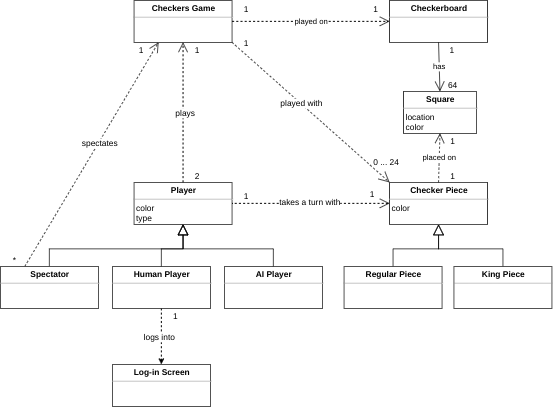 Checkers Game
1
played on
1
Checkerboard
1
1
1
1
has
64
Square
location
color
played with
plays
spectates
1
placed on
0 ... 24
2
1
Player
color
type
1
takes a turn with
1
Checker Piece
color
*
Spectator
Human Player
AI Player
Regular Piece
King Piece
1
logs into
Log-in Screen